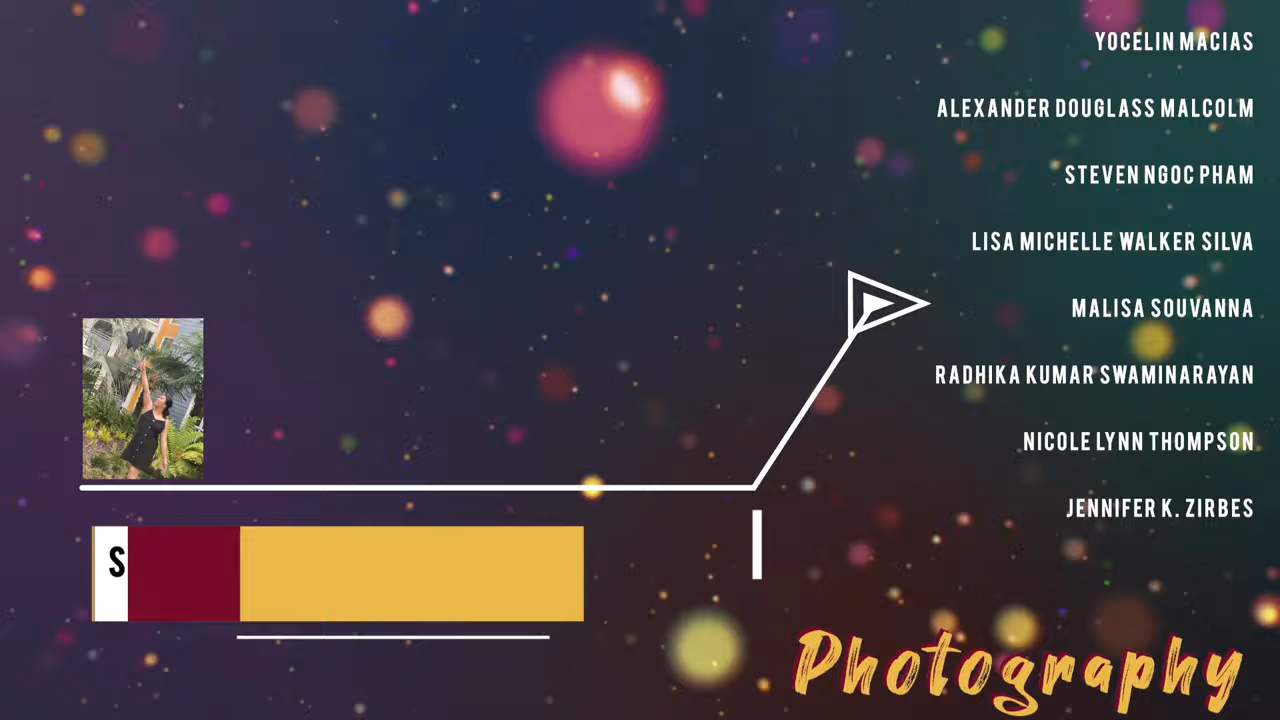 YOCELIN MACIAS
ALEXANDER DOUGLASS MALCOLM
STEVEN NGOC PHAM
LISA MICHELLE WALKER SILVA
MALISA SOUVANNA
RADHIKA KUMAR SWAMINARAYAN
NICOLE LYNN THOMPSON
JENNIFER K. ZIRBES
S
Photography